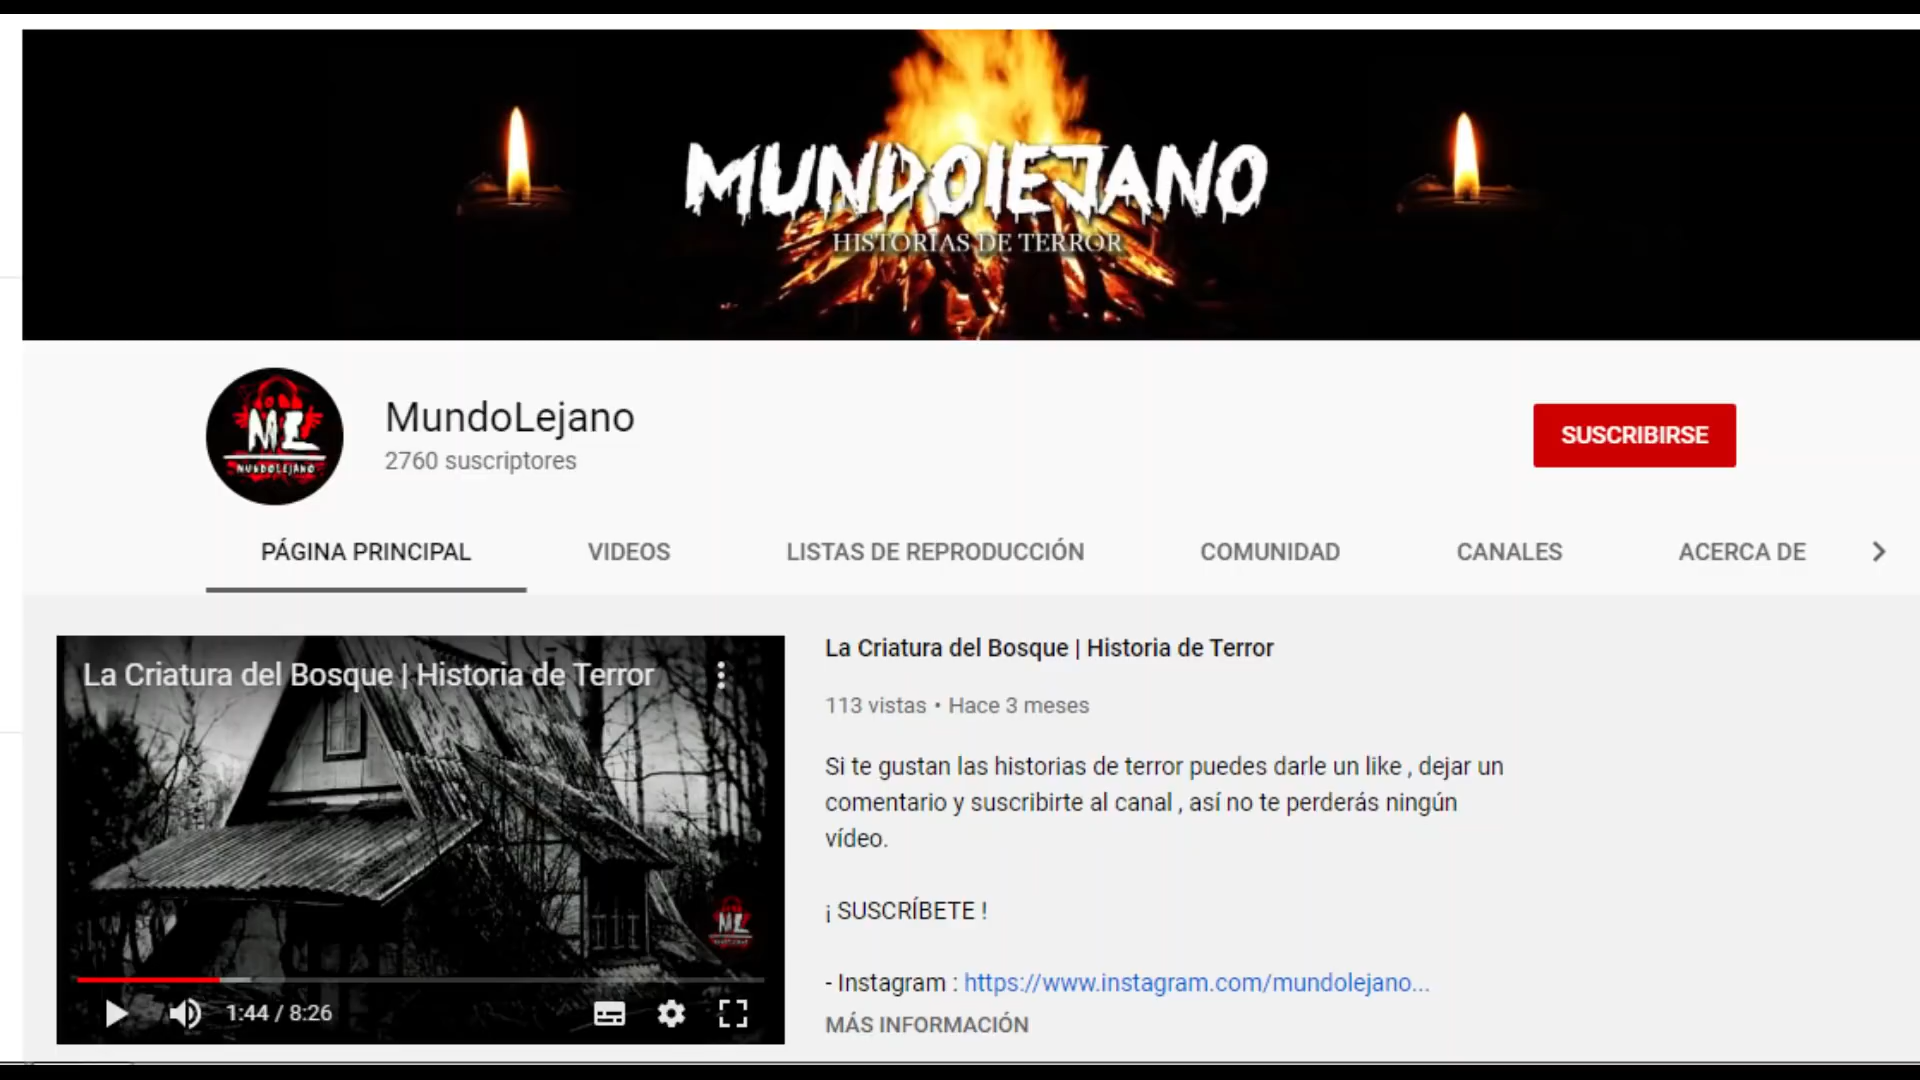 MUNDOlEJANO
HISTORIAS DE TERROR
ML
MUNDOLEJANO
MundoLejano
2760 suscriptores
SUSCRIBIRSE
PÁGINA PRINCIPAL
VIDEOS
LISTAS DE REPRODUCCIÓN
COMUNIDAD
CANALES
ACERCA DE
La Criatura del Bosque | Historia de Terror
ML
1:44 / 8:26
La Criatura del Bosque | Historia de Terror
113 vistas • Hace 3 meses
Si te gustan las historias de terror puedes darle un like , dejar un
comentario y suscribirte al canal , así no te perderás ningún
vídeo.
¡ SUSCRÍBETE !
- Instagram : https://www.instagram.com/mundolejano...
MÁS INFORMACIÓN